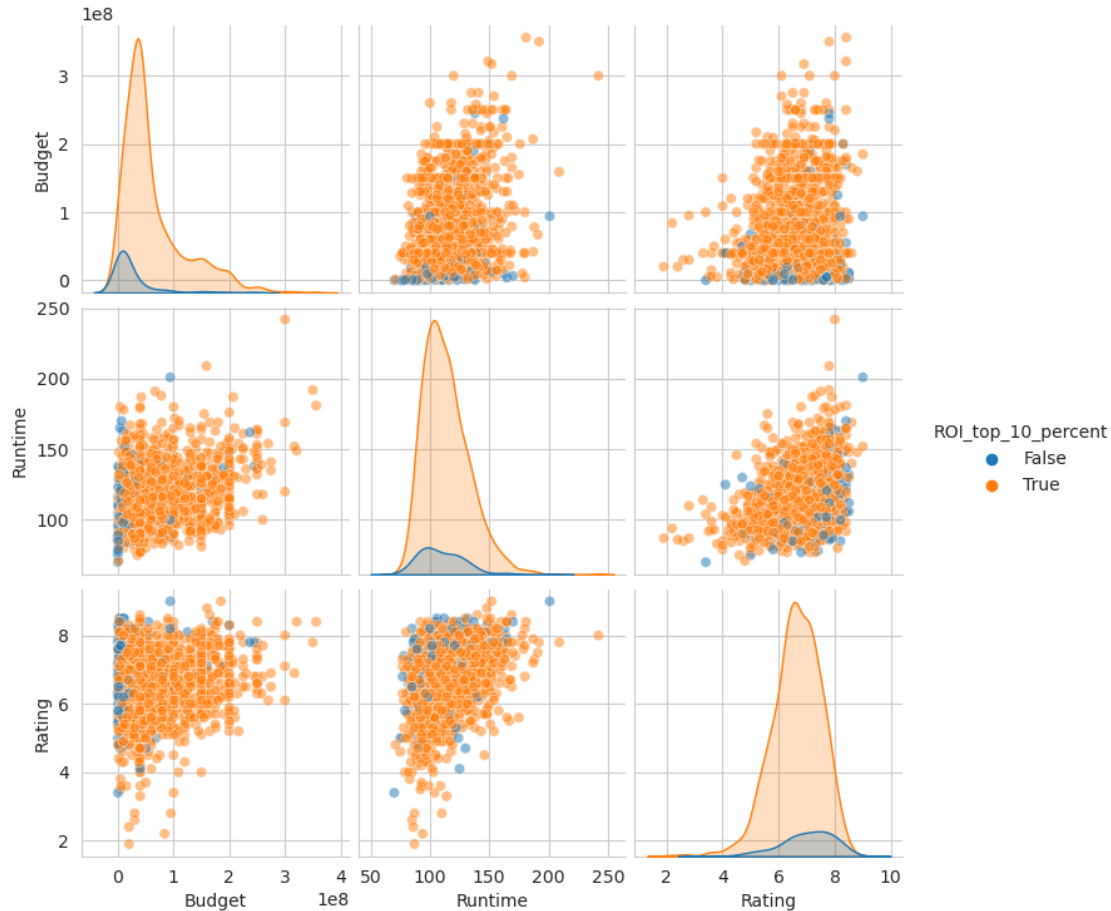 1e8
Budget
3
2
1
0
Runtime
250
200
150
100
Rating
8
6
4
2
0 1 2 3 4
1e8
Budget
50 100 150 200 250
Runtime
2 4 6 8 10
Rating
ROI_top_10_percent
False
True